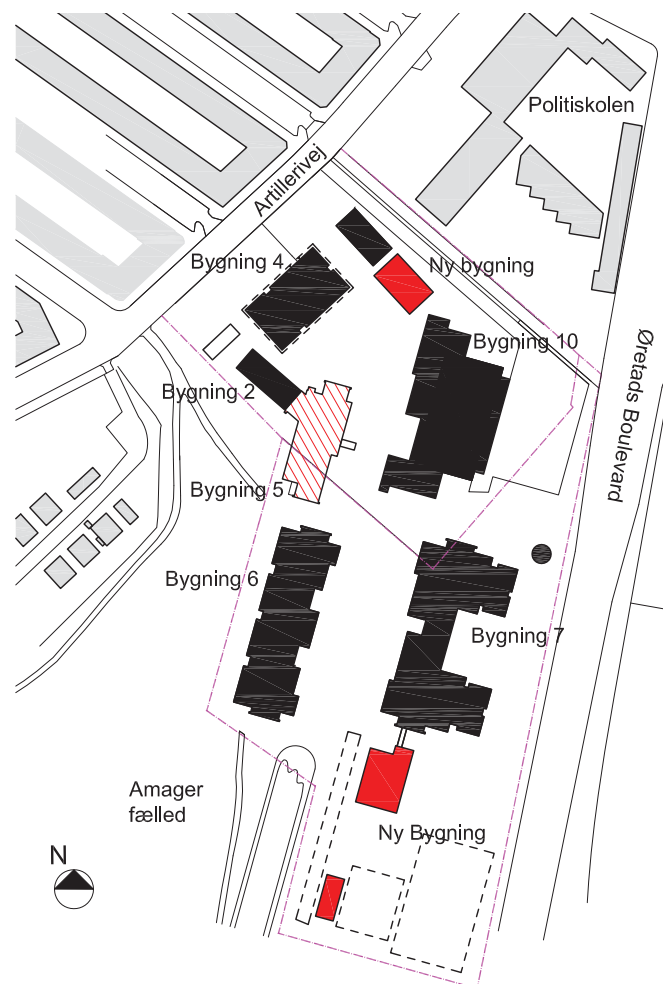 Politiskolen
Artillerivej
Bygning 4
Ny bygning
Bygning 10
Øretads Boulevard
Bygning 2
Bygning 5
Bygning 6
Bygning 7
Amager
fælled
Ny Bygning
N